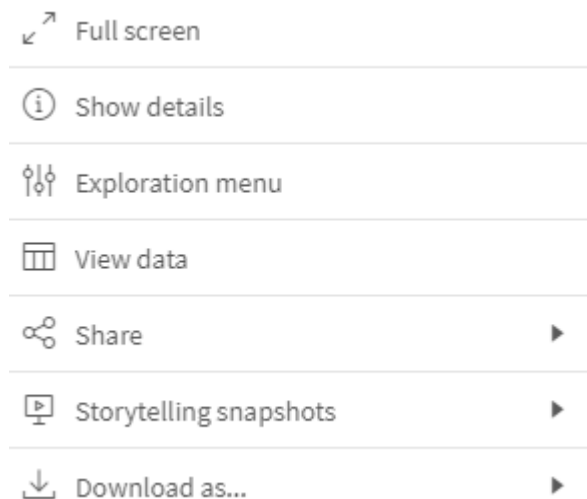 Full screen
Show details
Exploration menu
View data
Share
Storytelling snapshots
Download as...